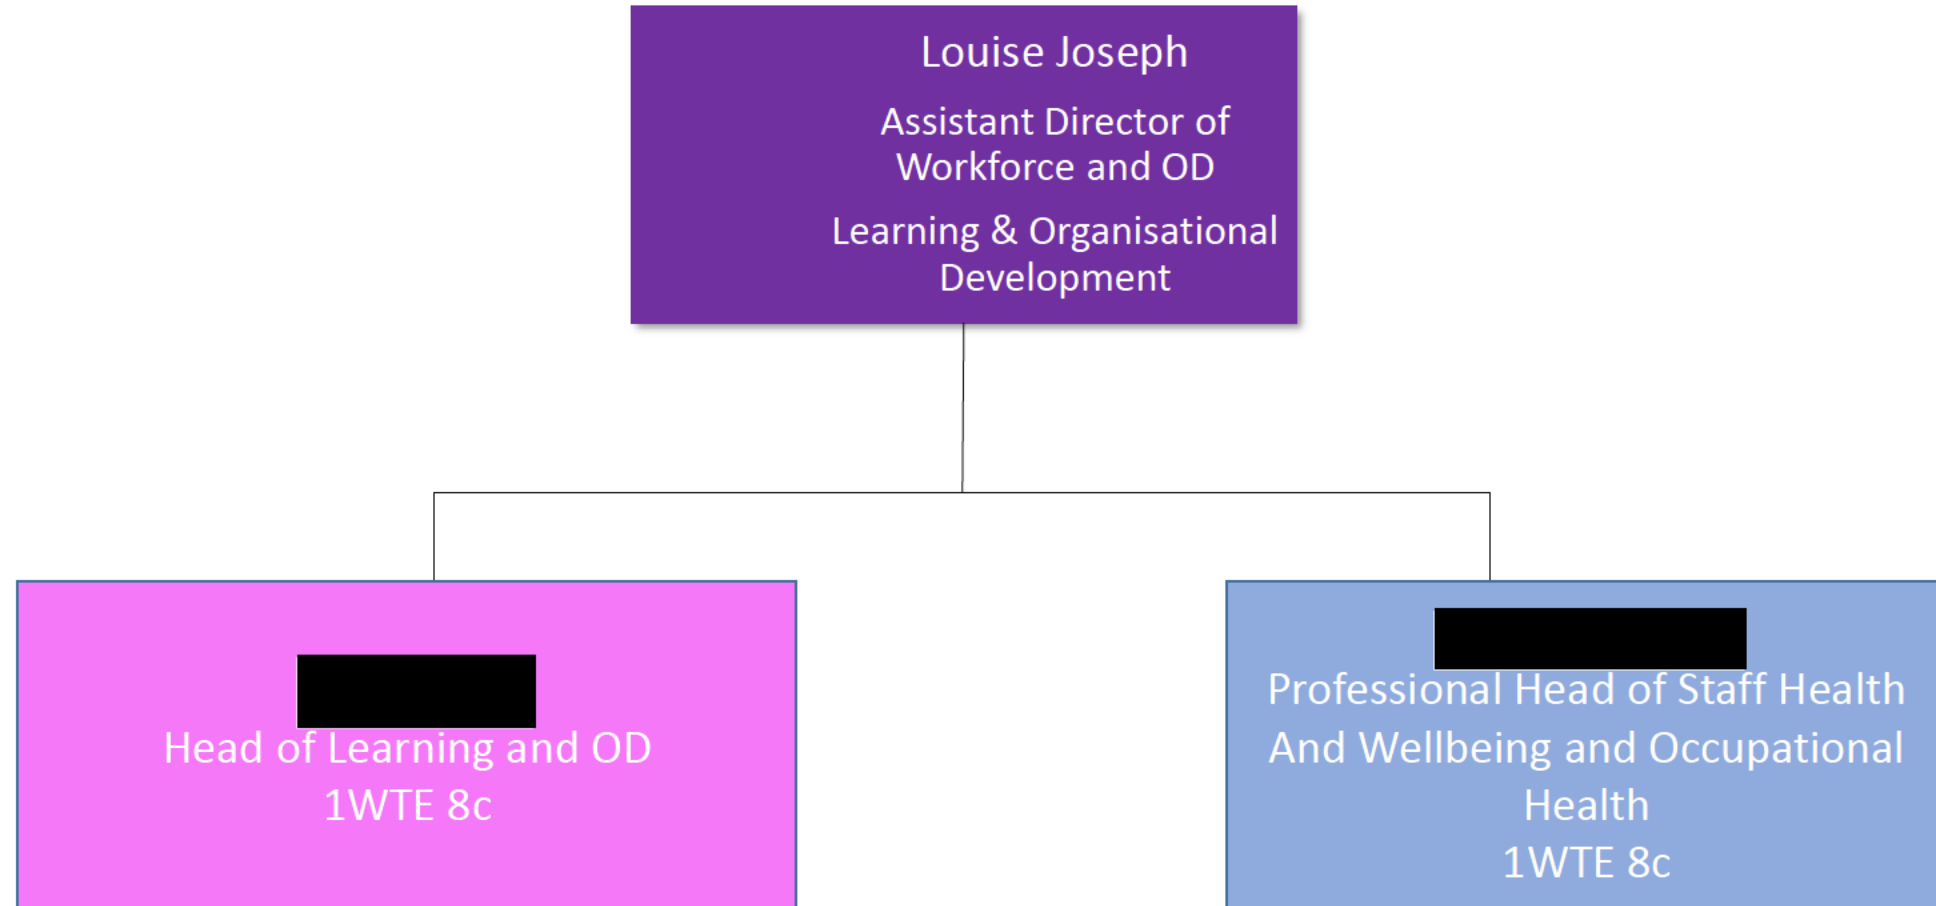 Louise Joseph
Assistant Director of
Workforce and OD
Learning & Organisational
Development
Head of Learning and OD
1WTE 8c
Professional Head of Staff Health
And Wellbeing and Occupational
Health
1WTE 8c